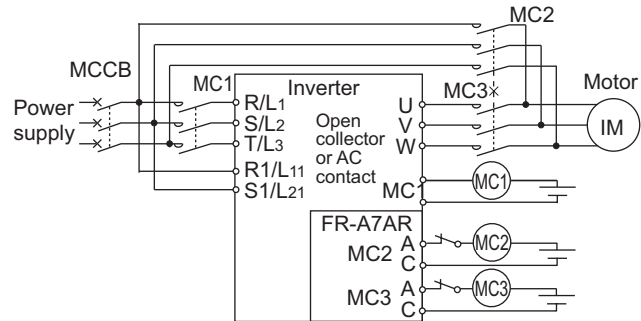 MC2
MCCB
MC1
Inverter
MC3
Motor
Power
supply
R/L1
S/L2
T/L3
R1/L11
S1/L21
Open
collector
or AC
contact
U
V
W
IM
MC1
MC1
FR-A7AR
MC2
A
C
MC2
MC3
A
C
MC3